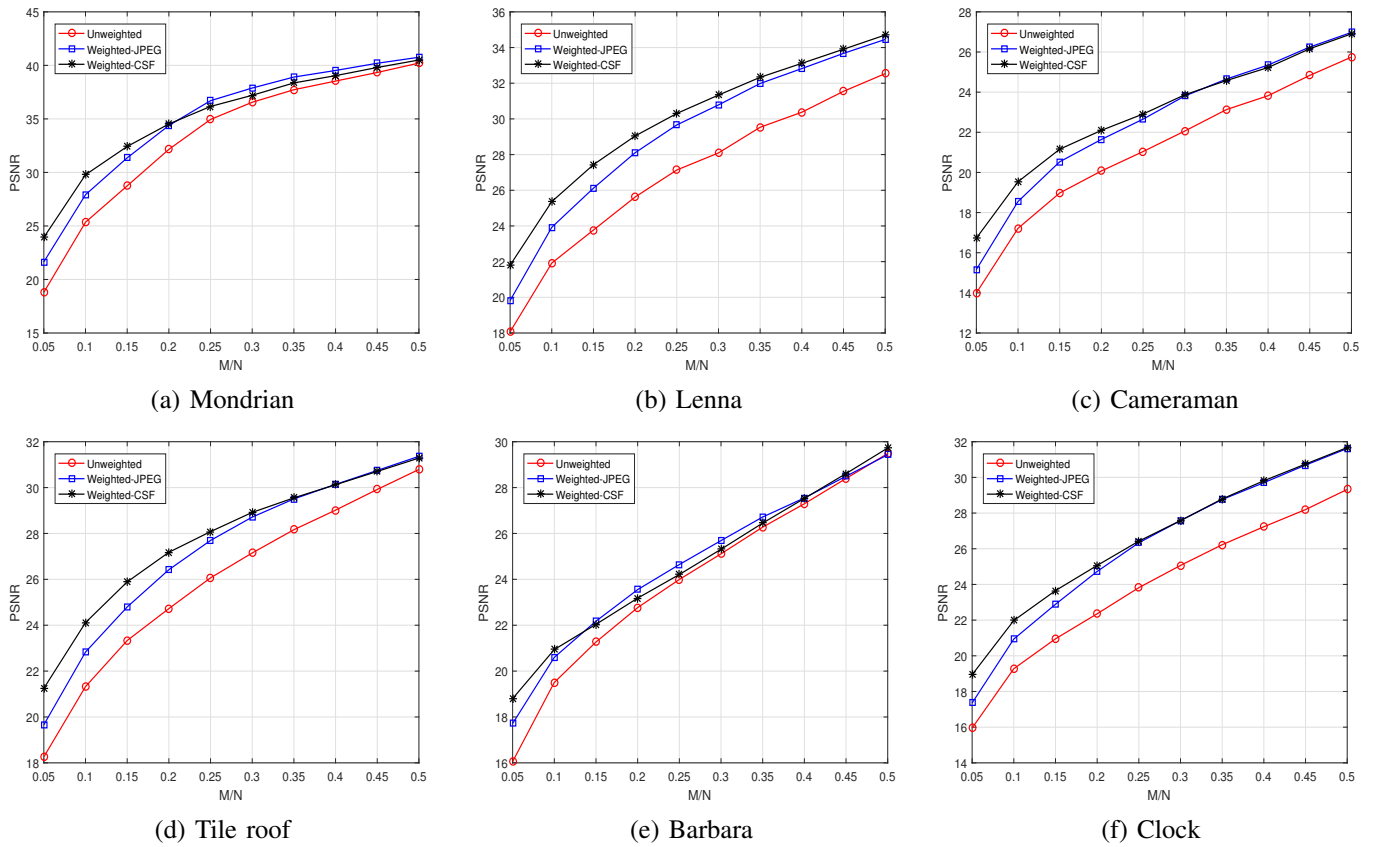 45
40
35
30
25
20
15
PSNR
Unweighted
Weighted-JPEG
Weighted-CSF
0.05 0.1 0.15 0.2 0.25 0.3 0.35 0.4 0.45 0.5
M/N
(a) Mondrian
36
34
32
30
28
26
24
22
20
18
PSNR
Unweighted
Weighted-JPEG
Weighted-CSF
0.05 0.1 0.15 0.2 0.25 0.3 0.35 0.4 0.45 0.5
M/N
(b) Lenna
28
26
24
22
20
18
16
14
12
PSNR
Unweighted
Weighted-JPEG
Weighted-CSF
0.05 0.1 0.15 0.2 0.25 0.3 0.35 0.4 0.45 0.5
M/N
(c) Cameraman
32
30
28
26
24
22
20
18
PSNR
Unweighted
Weighted-JPEG
Weighted-CSF
0.05 0.1 0.15 0.2 0.25 0.3 0.35 0.4 0.45 0.5
M/N
(d) Tile roof
30
28
26
24
22
20
18
16
PSNR
Unweighted
Weighted-JPEG
Weighted-CSF
0.05 0.1 0.15 0.2 0.25 0.3 0.35 0.4 0.45 0.5
M/N
(e) Barbara
32
30
28
26
24
22
20
18
16
14
PSNR
Unweighted
Weighted-JPEG
Weighted-CSF
0.05 0.1 0.15 0.2 0.25 0.3 0.35 0.4 0.45 0.5
M/N
(f) Clock